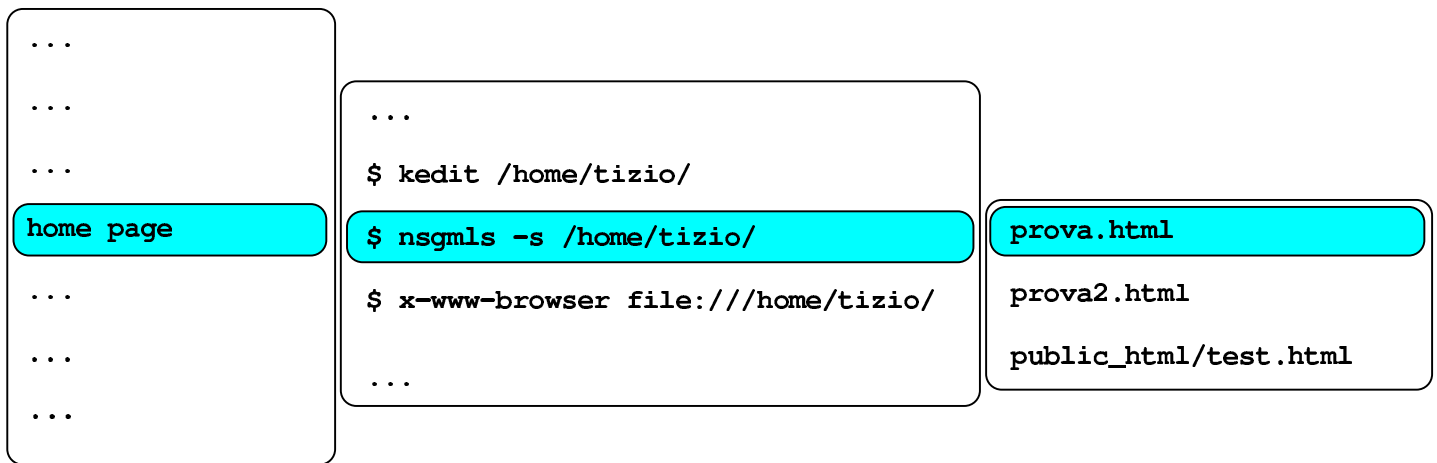 ...
...
...
home page
...
...
...
...
$ kedit /home/tizio/
$ nsgmls -s /home/tizio/
$ x-www-browser file:///home/tizio/
...
prova.html
prova2.html
public_html/test.html